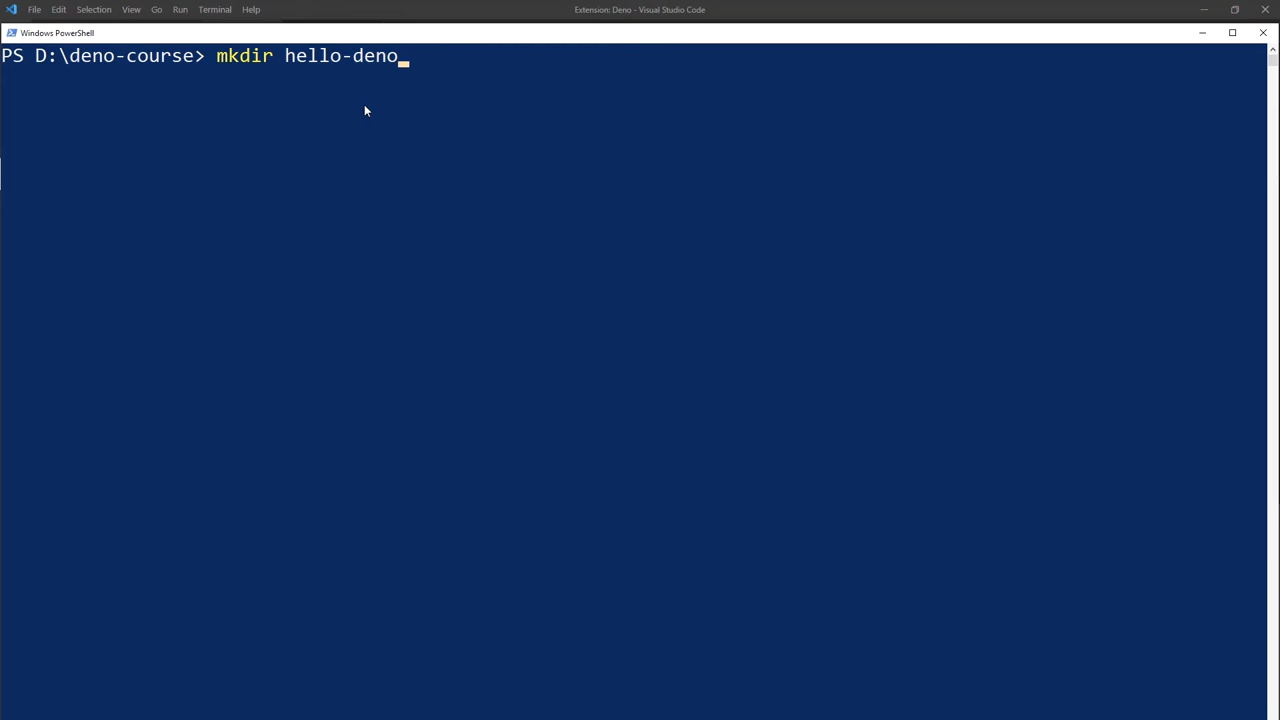 File Edit Selection View Go Run Terminal Help Extension: Deno - Visual Studio Code
Windows PowerShell
PS D:\deno-course> mkdir hello-deno